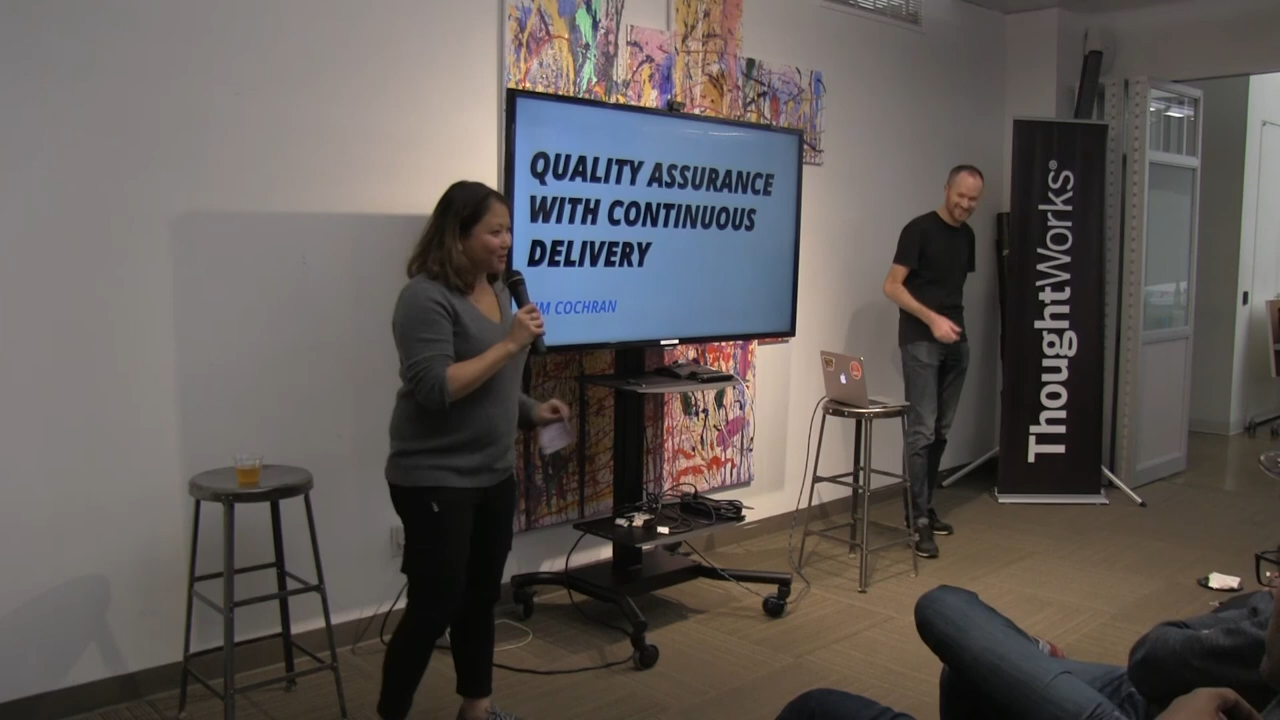 QUALITY ASSURANCE
WITH CONTINUOUS
DELIVERY
COCHRAN
ThoughtWorks®